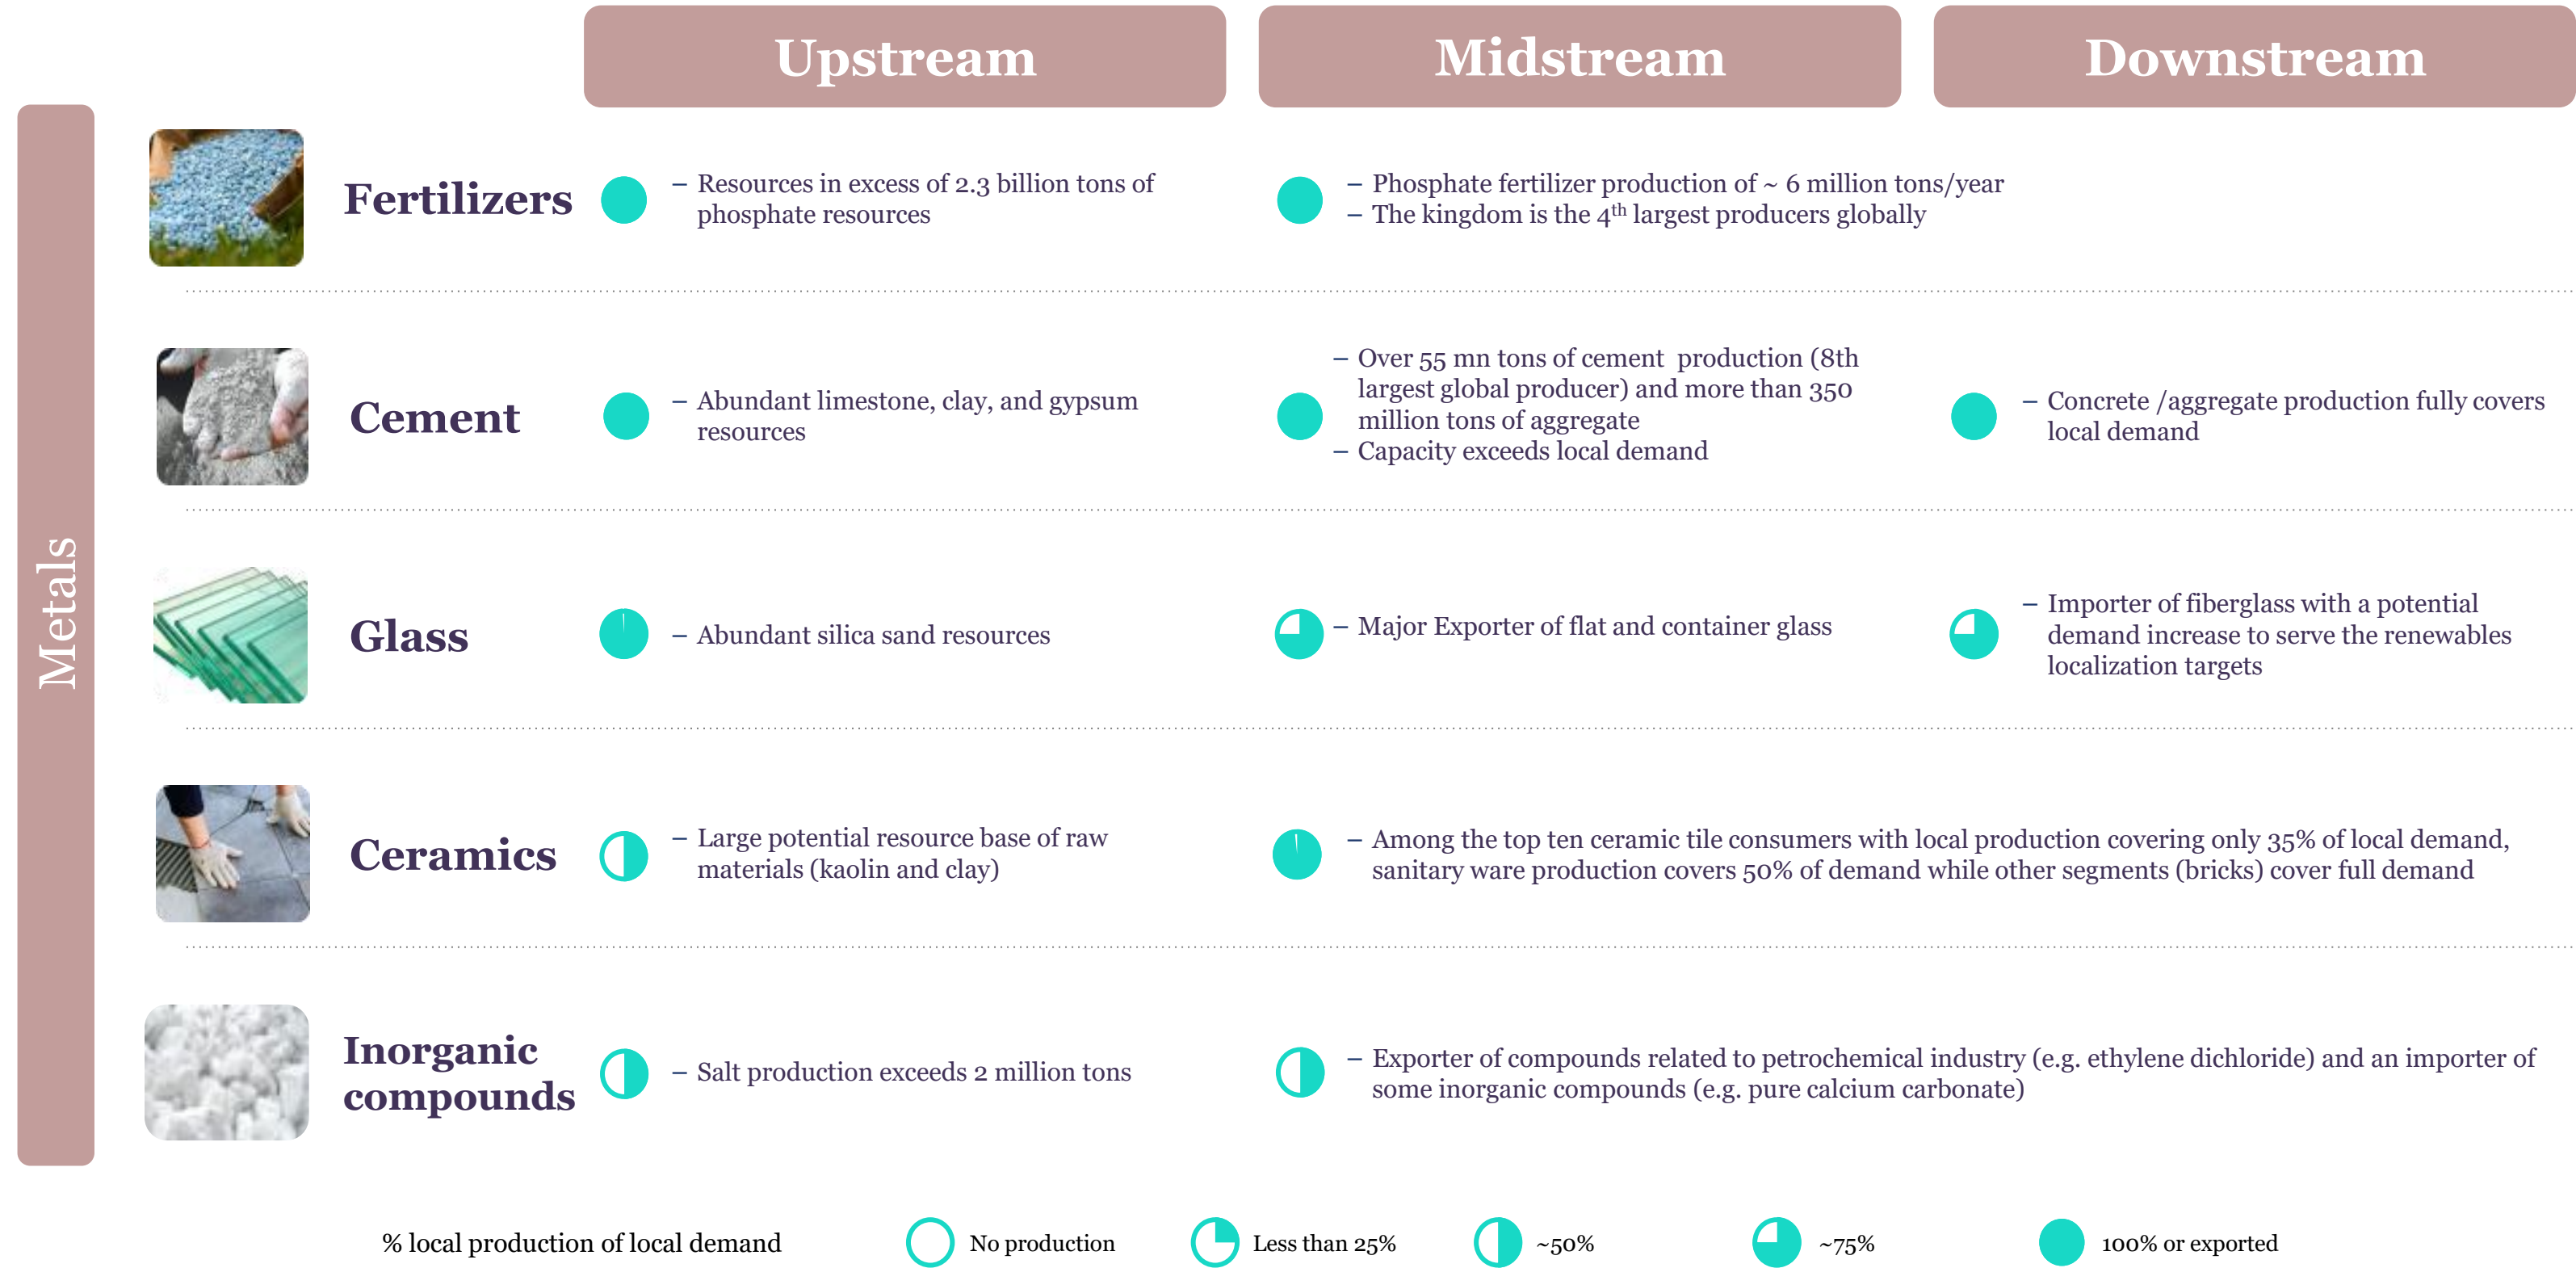 Upstream
Midstream
Downstream
Metals
Fertilizers
– Resources in excess of 2.3 billion tons of
phosphate resources
– Phosphate fertilizer production of ~ 6 million tons/year
– The kingdom is the 4th largest producers globally
Cement
– Abundant limestone, clay, and gypsum
resources
– Over 55 mn tons of cement production (8th
largest global producer) and more than 350
million tons of aggregate
– Capacity exceeds local demand
– Concrete /aggregate production fully covers
local demand
Glass
– Abundant silica sand resources
– Major Exporter of flat and container glass
– Importer of fiberglass with a potential
demand increase to serve the renewables
localization targets
Ceramics
– Large potential resource base of raw
materials (kaolin and clay)
– Among the top ten ceramic tile consumers with local production covering only 35% of local demand,
sanitary ware production covers 50% of demand while other segments (bricks) cover full demand
Inorganic
compounds
– Salt production exceeds 2 million tons
– Exporter of compounds related to petrochemical industry (e.g. ethylene dichloride) and an importer of
some inorganic compounds (e.g. pure calcium carbonate)
% local production of local demand
No production
Less than 25%
~50%
~75%
100% or exported